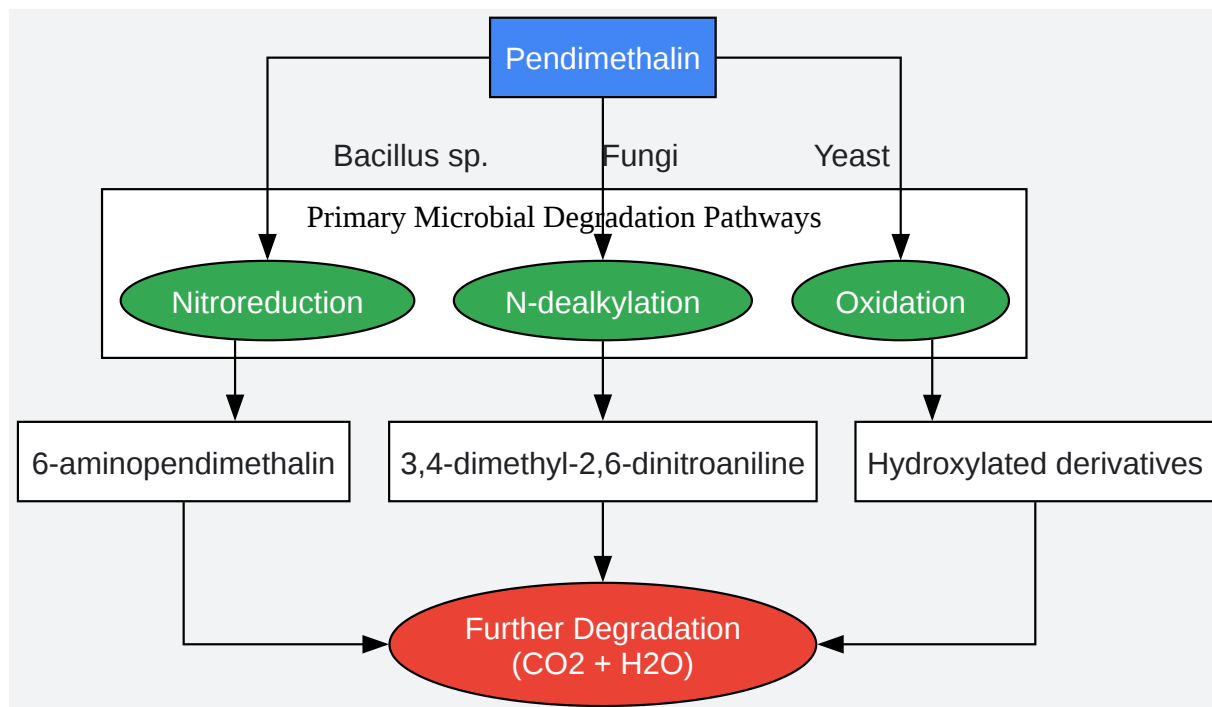 Pendimethalin
Bacillus sp.
Fungi
Yeast
Primary Microbial Degradation Pathways
Nitroreduction
N-dealkylation
Oxidation
6-aminopendimethalin
3,4-dimethyl-2,6-dinitroaniline
Hydroxylated derivatives
Further Degradation
(CO2 + H2O)